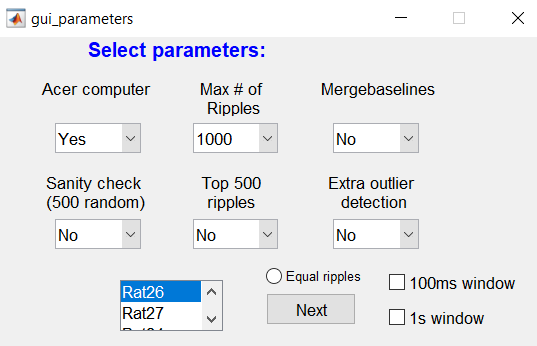 gui_parameters
Select parameters:
Acer computer
Max # of
Ripples
Mergebaselines
Yes
1000
No
Sanity check
(500 random)
Top 500
ripples
Extra outlier
detection
No
No
No
Rat26
Rat27
Equal ripples
Next
100ms window
1s window